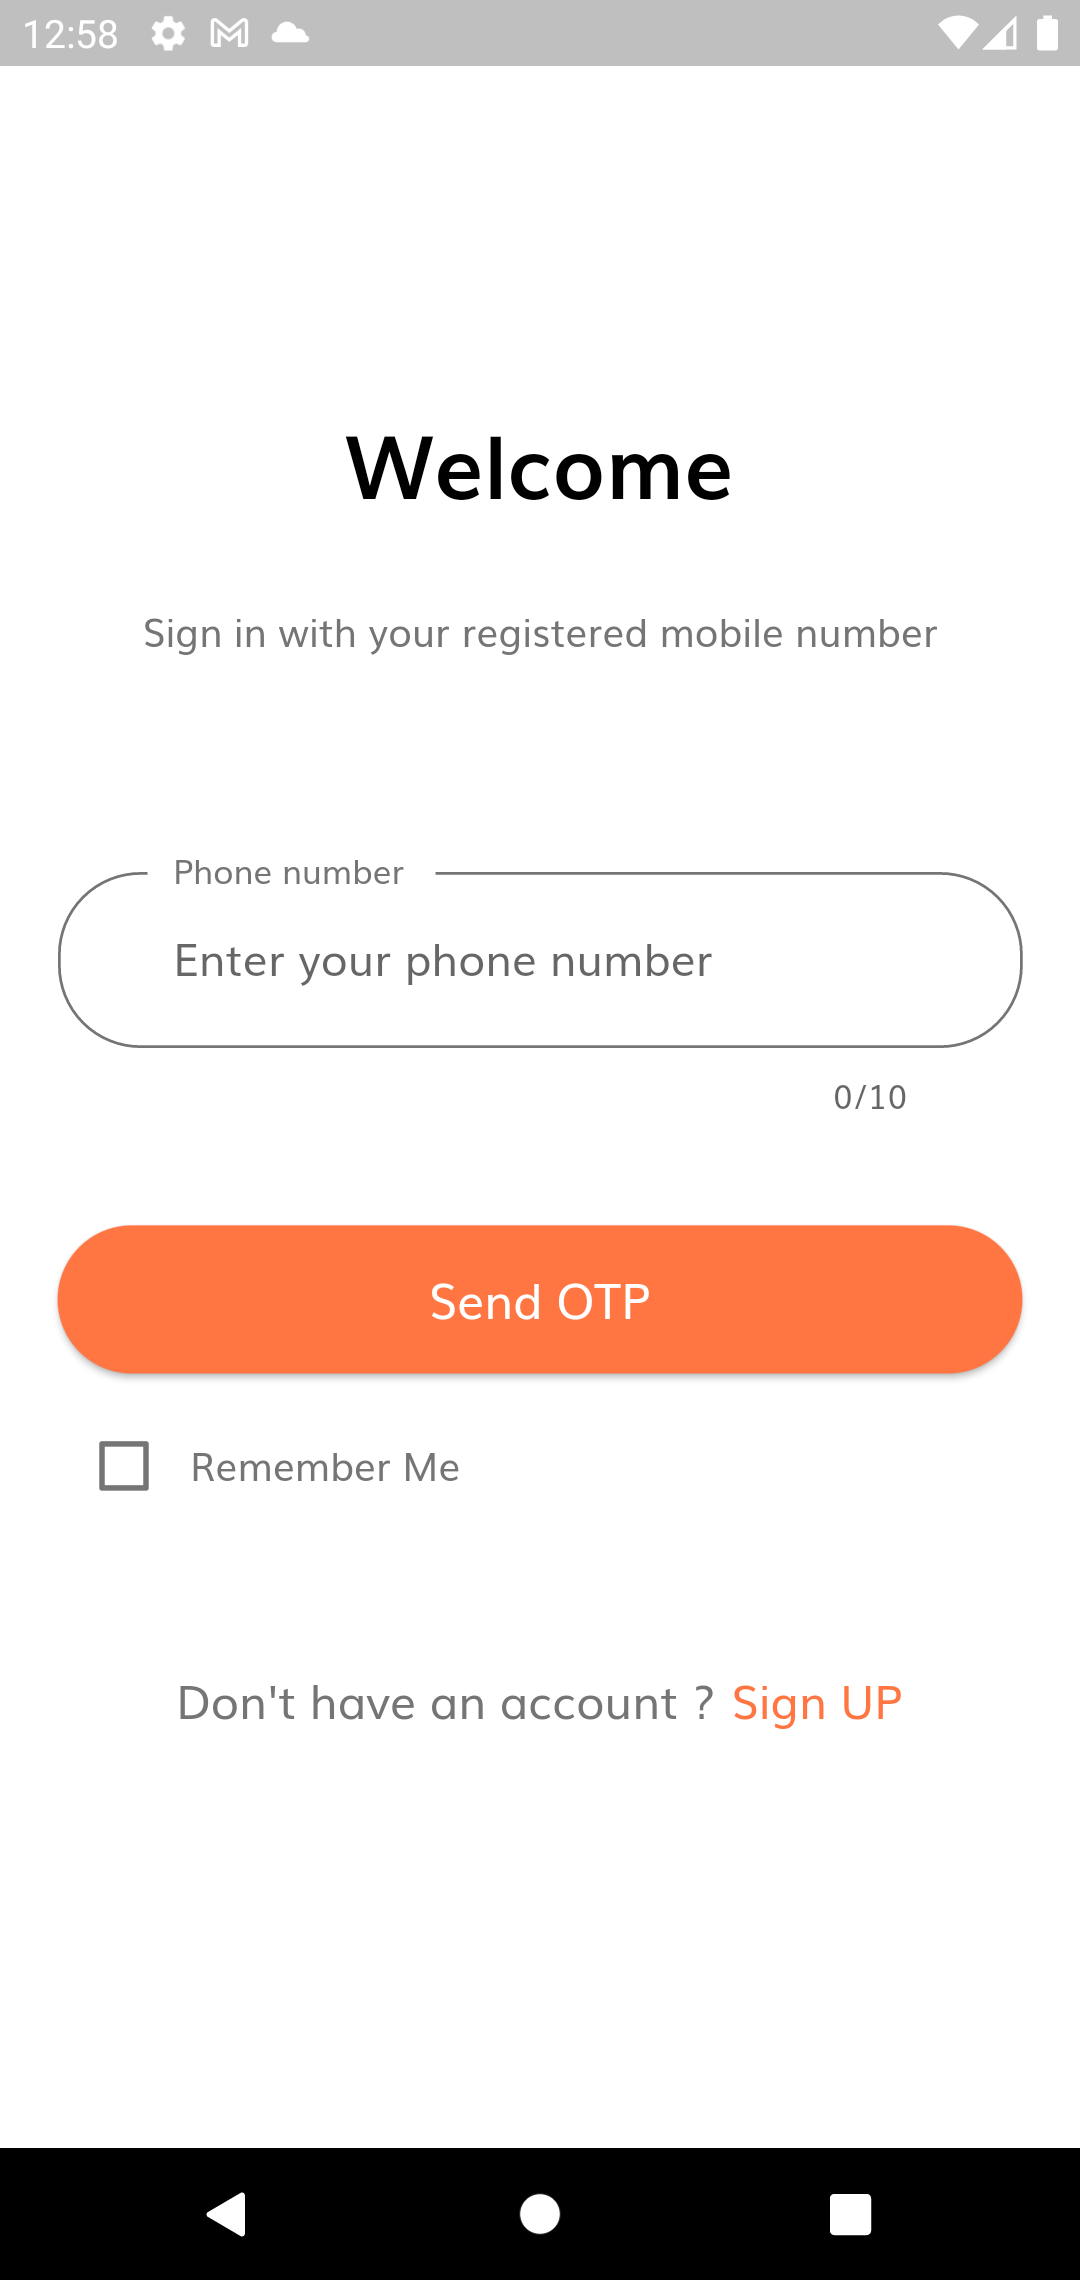 12:58
Welcome
Sign in with your registered mobile number
Phone number
Enter your phone number
0/10
Send OTP
Remember Me
Don't have an account ? Sign UP